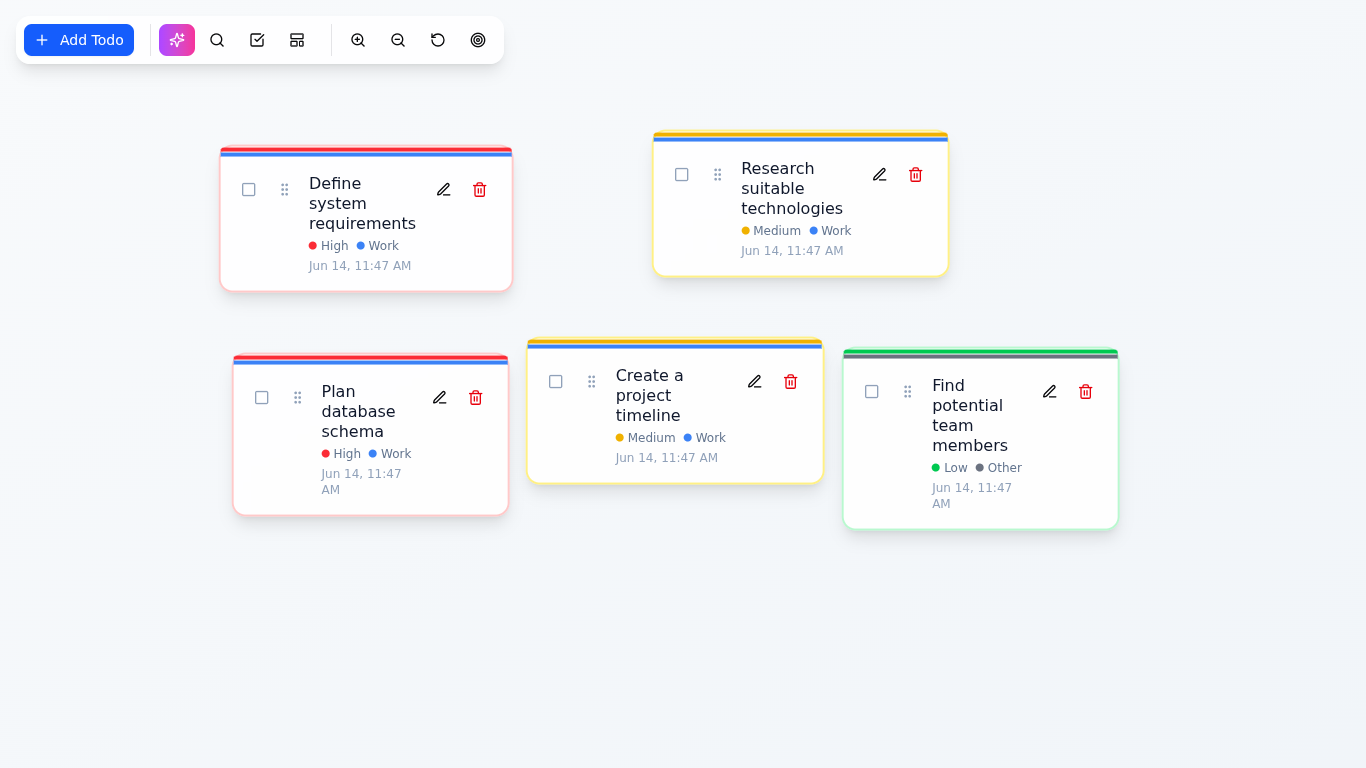 Add Todo
Define
system
requirements
High Work
Jun 14, 11:47 AM
Research
suitable
technologies
Medium Work
Jun 14, 11:47 AM
Plan
database
schema
High Work
Jun 14, 11:47
AM
Create a
project
timeline
Medium Work
Jun 14, 11:47 AM
Find
potential
team
members
Low Other
Jun 14, 11:47
AM